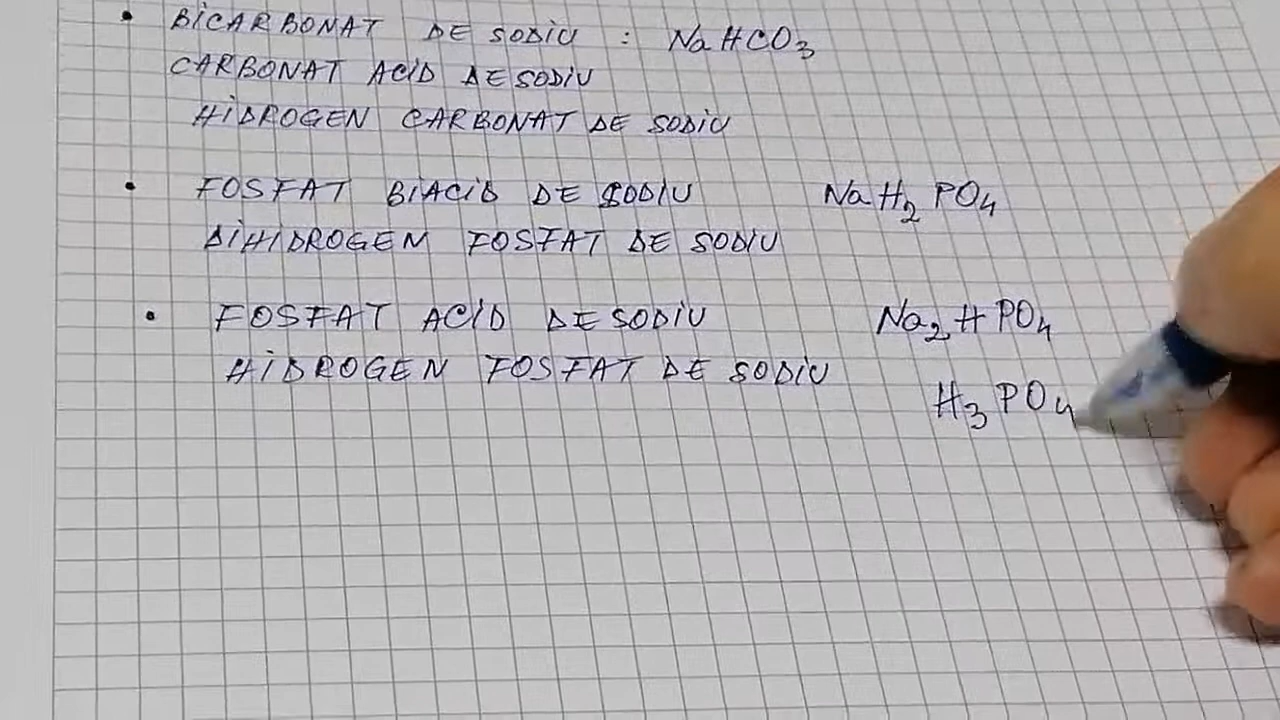 • BICARBONAT DE SODIU : NaHCO3
CARBONAT ACID DE SODIU
HIDROGEN CARBONAT DE SODIU
• FOSFAT BIACID DE SODIU NaH2PO4
DIHIDROGEN FOSFAT DE SODIU
• FOSFAT ACID DE SODIU Na2HPO4
HIDROGEN FOSFAT DE SODIU
H3PO4